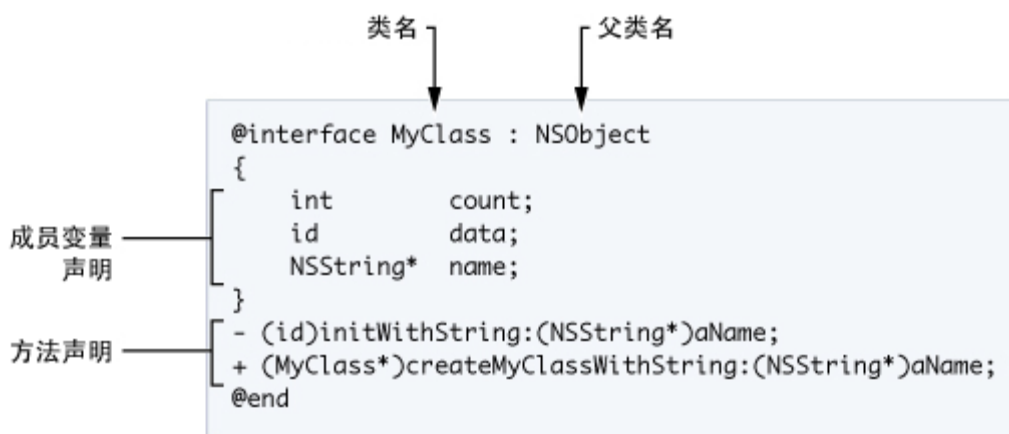 类名
父类名
@interface MyClass : NSObject
{
int count;
id data;
NSString* name;
}
- (id)initWithString:(NSString*)aName;
+ (MyClass*)createMyClassWithString:(NSString*)aName;
@end
成员变量
声明
方法声明